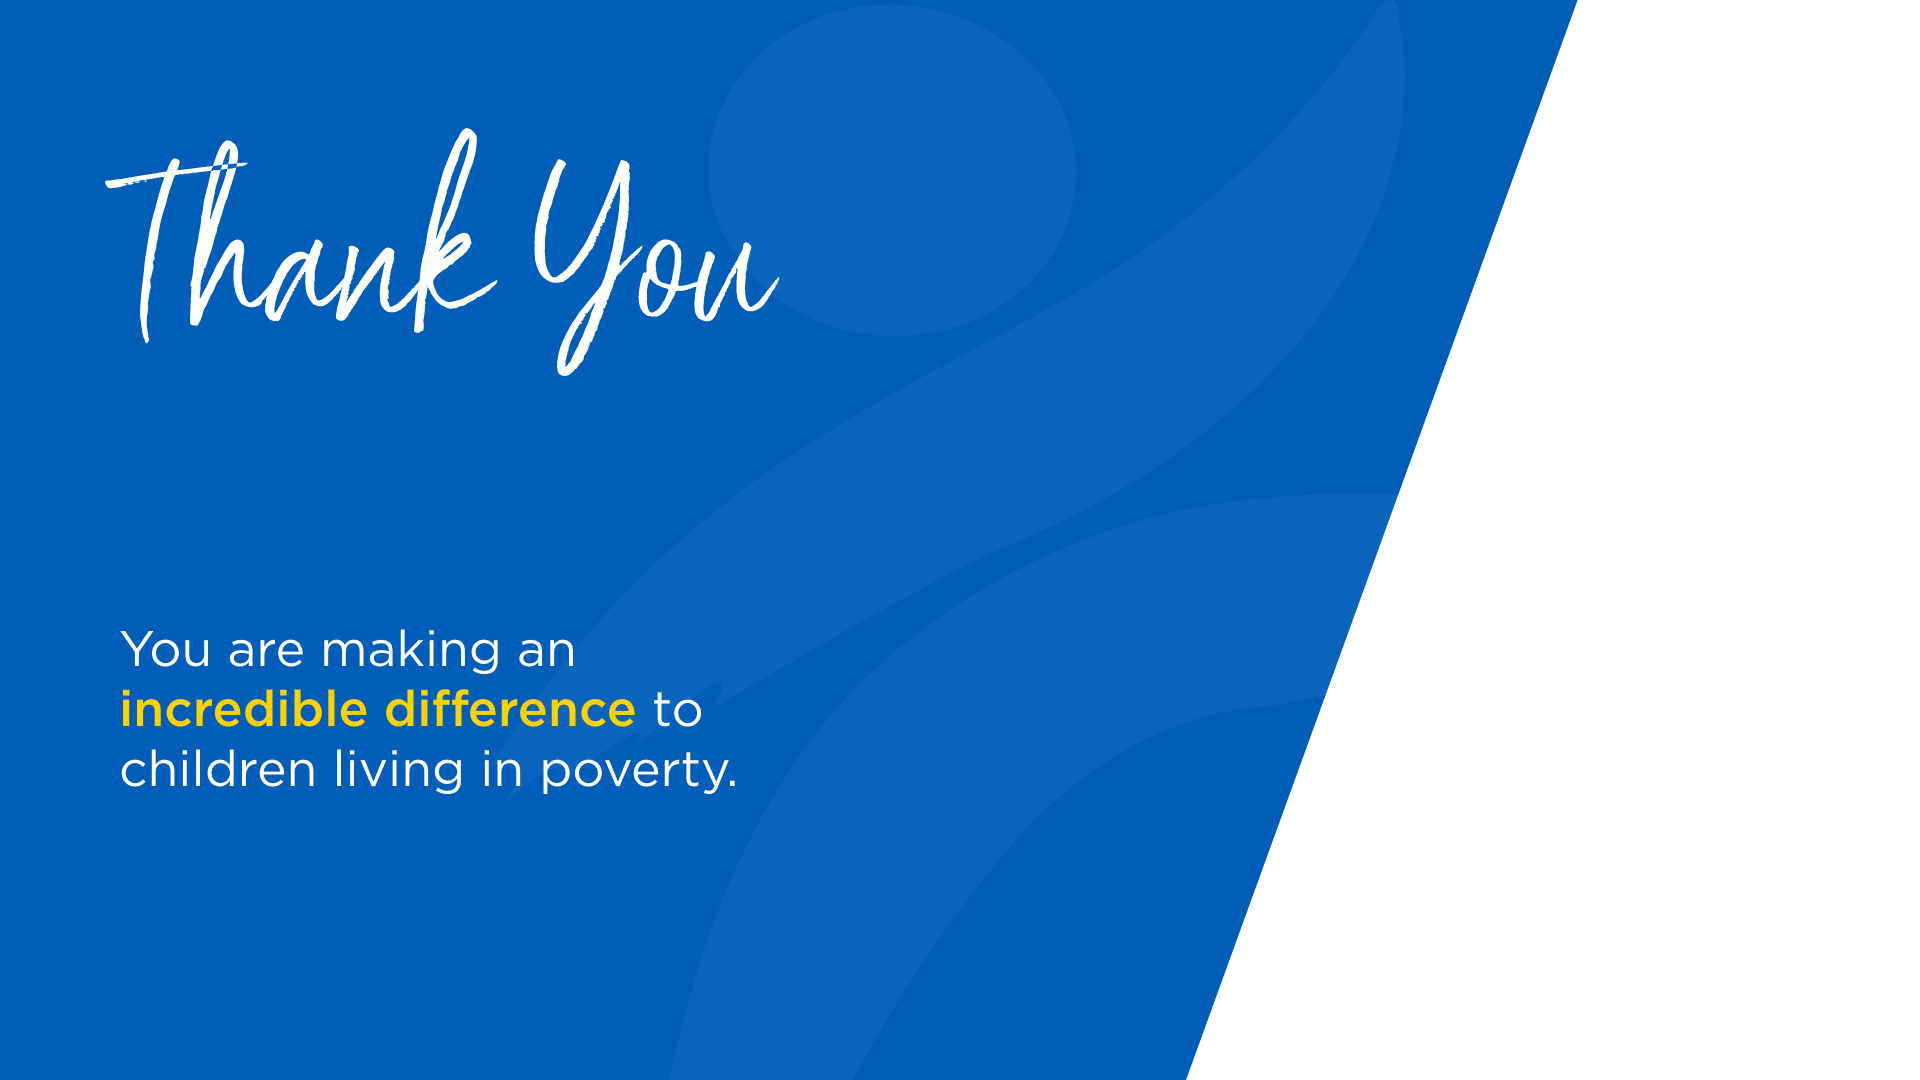 Thank You
You are making an
incredible difference to
children living in poverty.